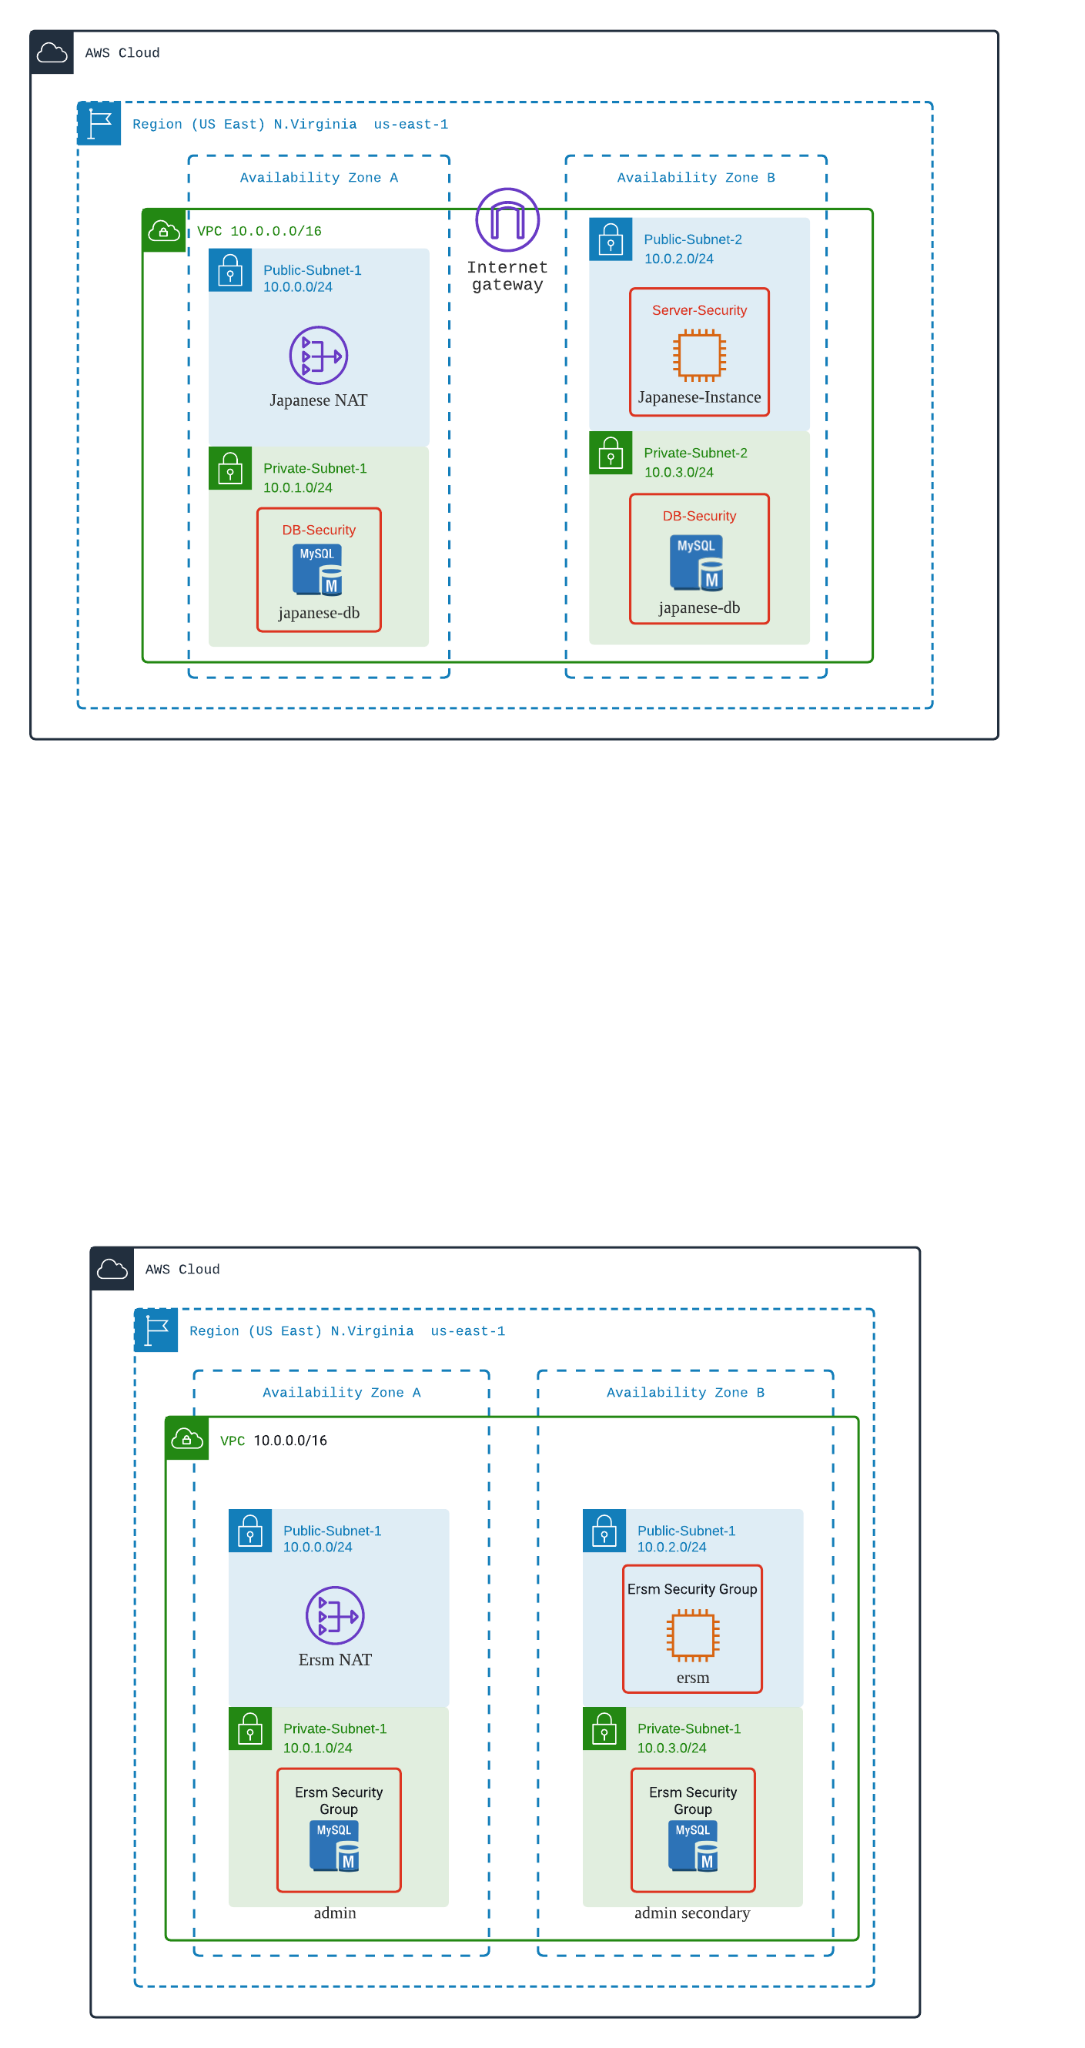 AWS Cloud
Region (US East) N.Virginia  us-east-1
Availability Zone A
Availability Zone B
VPC 10.0.0.0/16
Internet
gateway
Public-Subnet-1
10.0.0.0/24
Japanese NAT
Public-Subnet-2
10.0.2.0/24
Server-Security
Japanese-Instance
Private-Subnet-1
10.0.1.0/24
DB-Security
MySQL
M
japanese-db
Private-Subnet-2
10.0.3.0/24
DB-Security
MySQL
M
japanese-db
AWS Cloud
Region (US East) N.Virginia  us-east-1
Availability Zone A
Availability Zone B
VPC 10.0.0.0/16
Public-Subnet-1
10.0.0.0/24
Ersm NAT
Public-Subnet-1
10.0.2.0/24
Ersm Security Group
ersm
Private-Subnet-1
10.0.1.0/24
Ersm Security
Group
MySQL
M
admin
Private-Subnet-1
10.0.3.0/24
Ersm Security
Group
MySQL
M
admin secondary